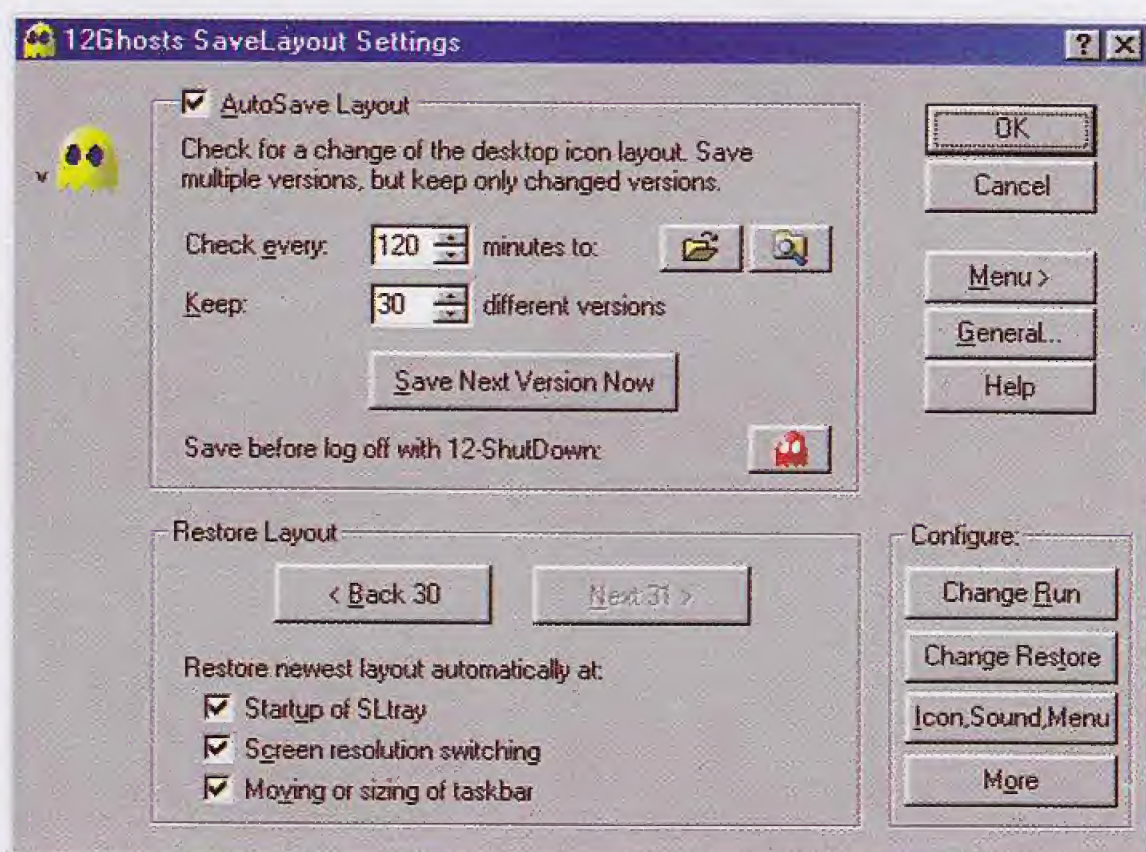 12Ghosts SaveLayout Settings
AutoSave Layout
Check for a change of the desktop icon layout. Save
multiple versions, but keep only changed versions.
Check every: 120 minutes to:
Keep: 30 different versions
Save Next Version Now
Save before log off with 12-ShutDown:
OK
Cancel
Menu >
General...
Help
Restore Layout
< Back 30
Next 31 >
Restore newest layout automatically at:
Startup of SLtray
Screen resolution switching
Moving or sizing of taskbar
Configure:
Change Run
Change Restore
Icon,Sound,Menu
More